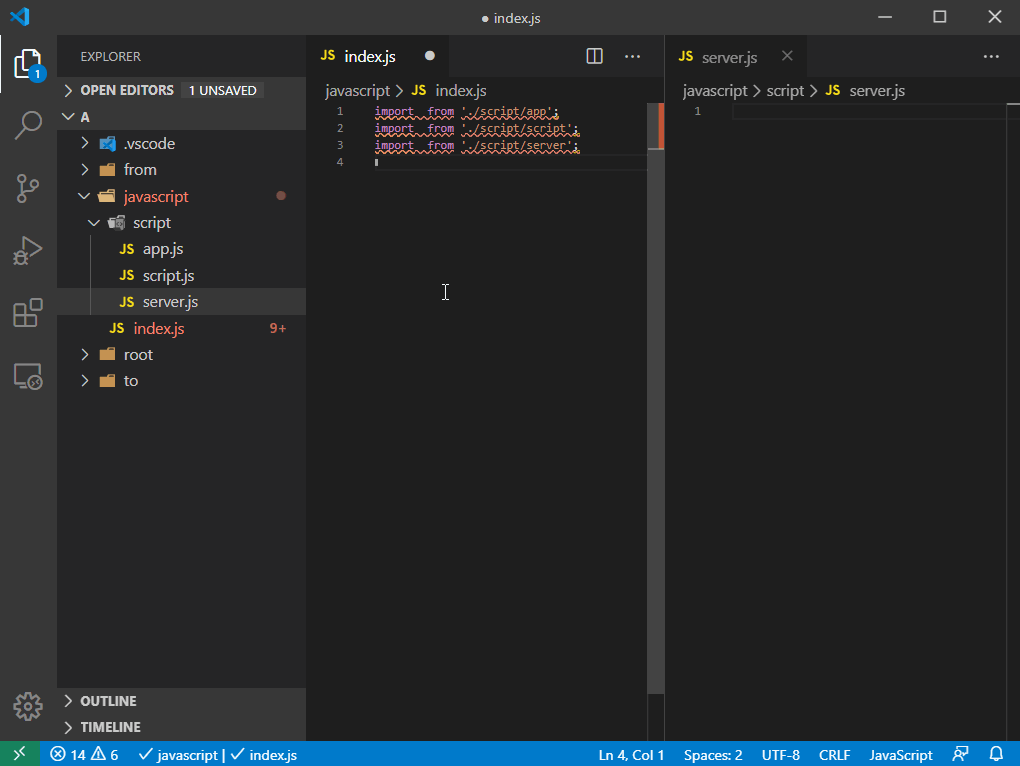 ● index.js
1
EXPLORER
OPEN EDITORS 1 UNSAVED
A
.vscode
from
javascript
script
JS app.js
JS script.js
JS server.js
JS index.js 9+
root
to
OUTLINE
TIMELINE
JS index.js ●
javascript > JS index.js
1 import  from './script/app';
2 import  from './script/script';
3 import  from './script/server';
4
JS server.js
javascript > script > JS server.js
1
14 6 javascript | index.js Ln 4, Col 1 Spaces: 2 UTF-8 CRLF JavaScript